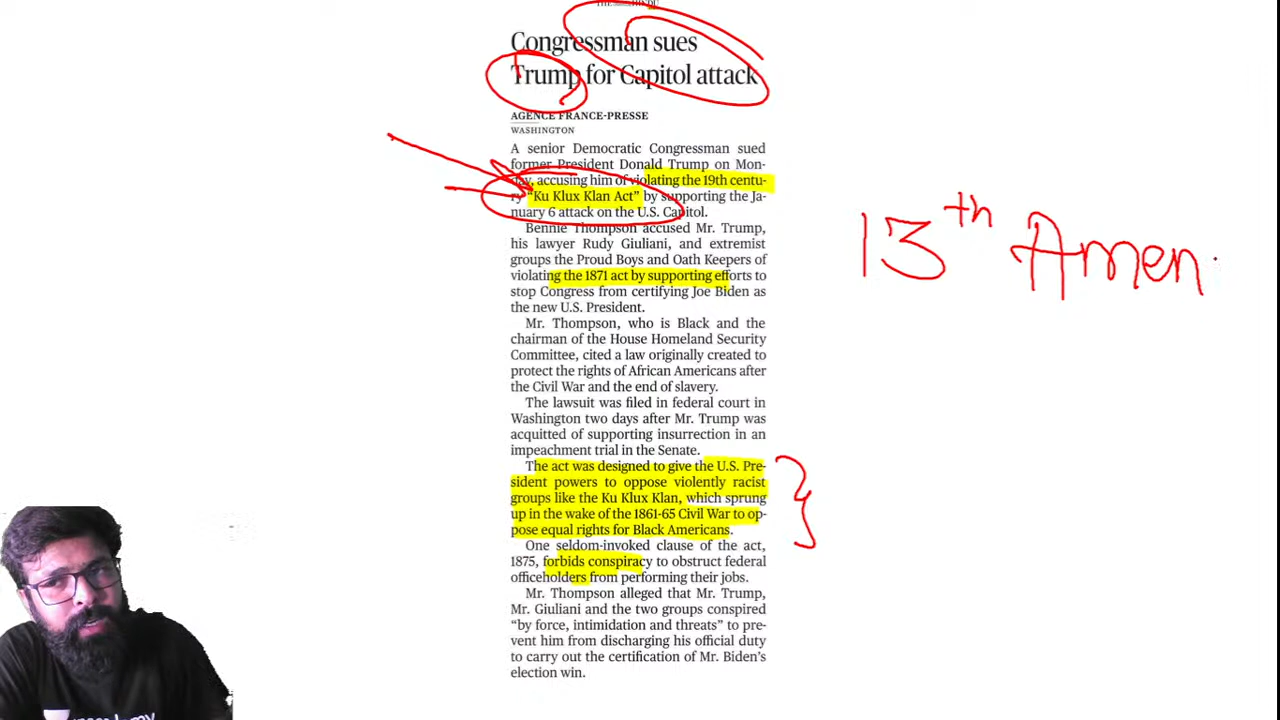 THE HINDU
Congressman sues
Trump for Capitol attack
AGENCE FRANCE-PRESSE
WASHINGTON
A senior Democratic Congressman sued
former President Donald Trump on Mon-
day, accusing him of violating the 19th centu-
ry “Ku Klux Klan Act” by supporting the Ja-
nuary 6 attack on the U.S. Capitol.
Bennie Thompson accused Mr. Trump,
his lawyer Rudy Giuliani, and extremist
groups the Proud Boys and Oath Keepers of
violating the 1871 act by supporting efforts to
stop Congress from certifying Joe Biden as
the new U.S. President.
Mr. Thompson, who is Black and the
chairman of the House Homeland Security
Committee, cited a law originally created to
protect the rights of African Americans after
the Civil War and the end of slavery.
The lawsuit was filed in federal court in
Washington two days after Mr. Trump was
acquitted of supporting insurrection in an
impeachment trial in the Senate.
The act was designed to give the U.S. Pre-
sident powers to oppose violently racist
groups like the Ku Klux Klan, which sprung
up in the wake of the 1861-65 Civil War to op-
pose equal rights for Black Americans.
One seldom-invoked clause of the act,
1875, forbids conspiracy to obstruct federal
officeholders from performing their jobs.
Mr. Thompson alleged that Mr. Trump,
Mr. Giuliani and the two groups conspired
“by force, intimidation and threats” to pre-
vent him from discharging his official duty
to carry out the certification of Mr. Biden’s
election win.
13th Amen